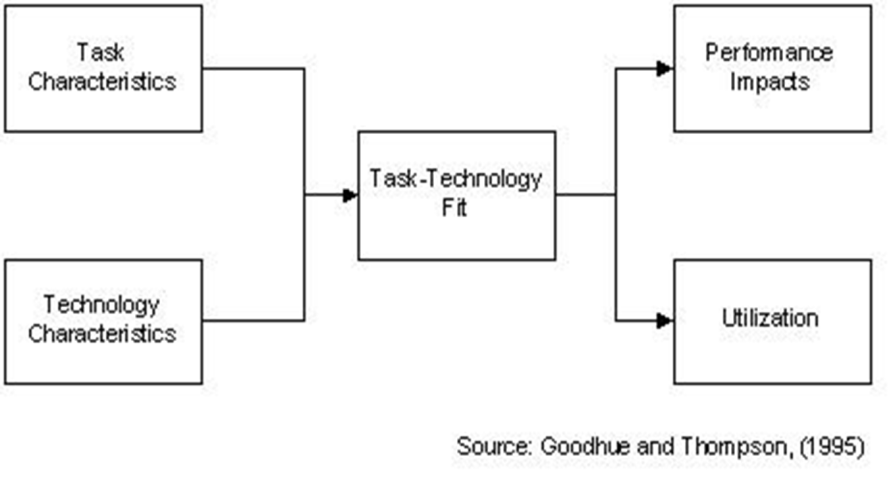 Task
Characteristics
Performance
Impacts
Task-Technology
Fit
Technology
Characteristics
Utilization
Source: Goodhue and Thompson, (1995)